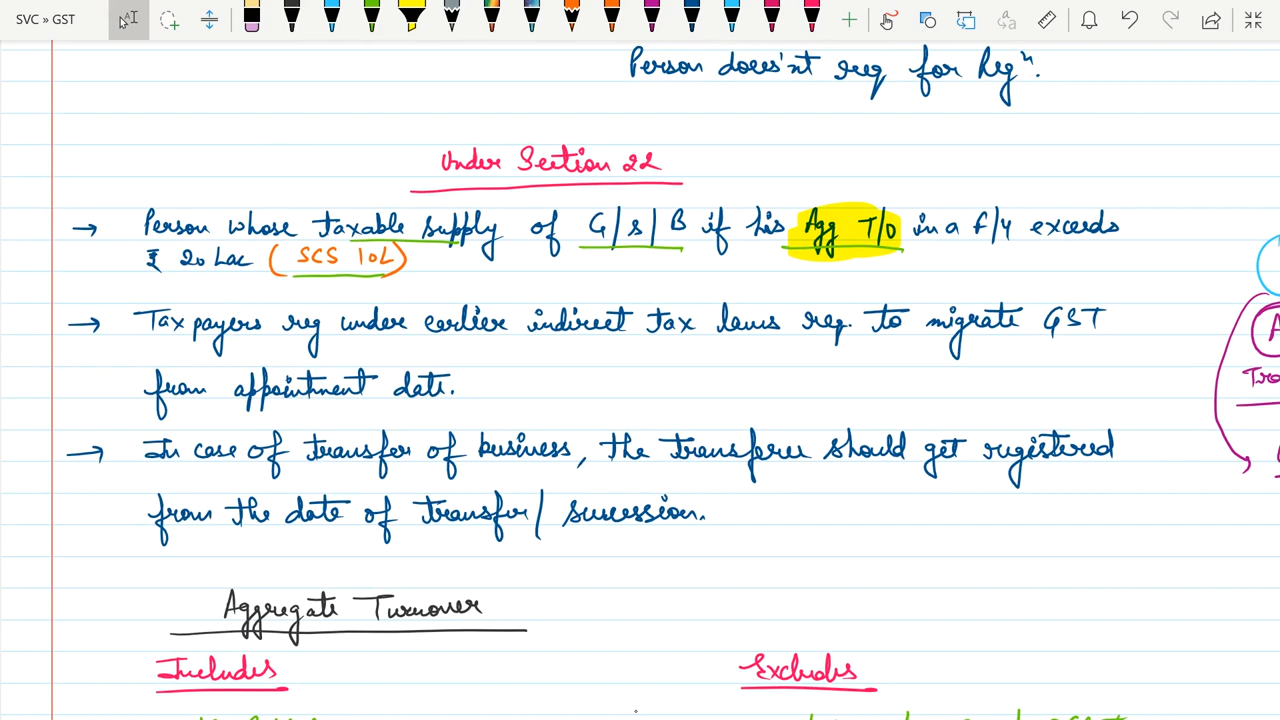 SVC » GST
Person does'nt req for Regn.
Under Section 22
→ Person whose taxable supply of G/S/B if his Agg T/O in a f/y exceeds
₹ 20 Lac (SCS 10L)
→ Tax payers reg under earlier indirect tax laws req. to migrate GST
from appointment date.
→ In case of transfer of business, the transferee should get registered
from the date of transfer/ succession.
Aggregate Turnover
Includes
Excludes